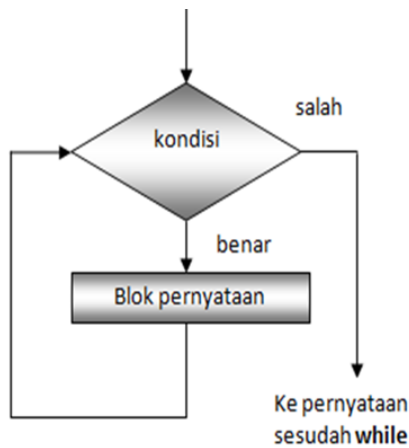 salah
kondisi
benar
Blok pernyataan
Ke pernyataan
sesudah while